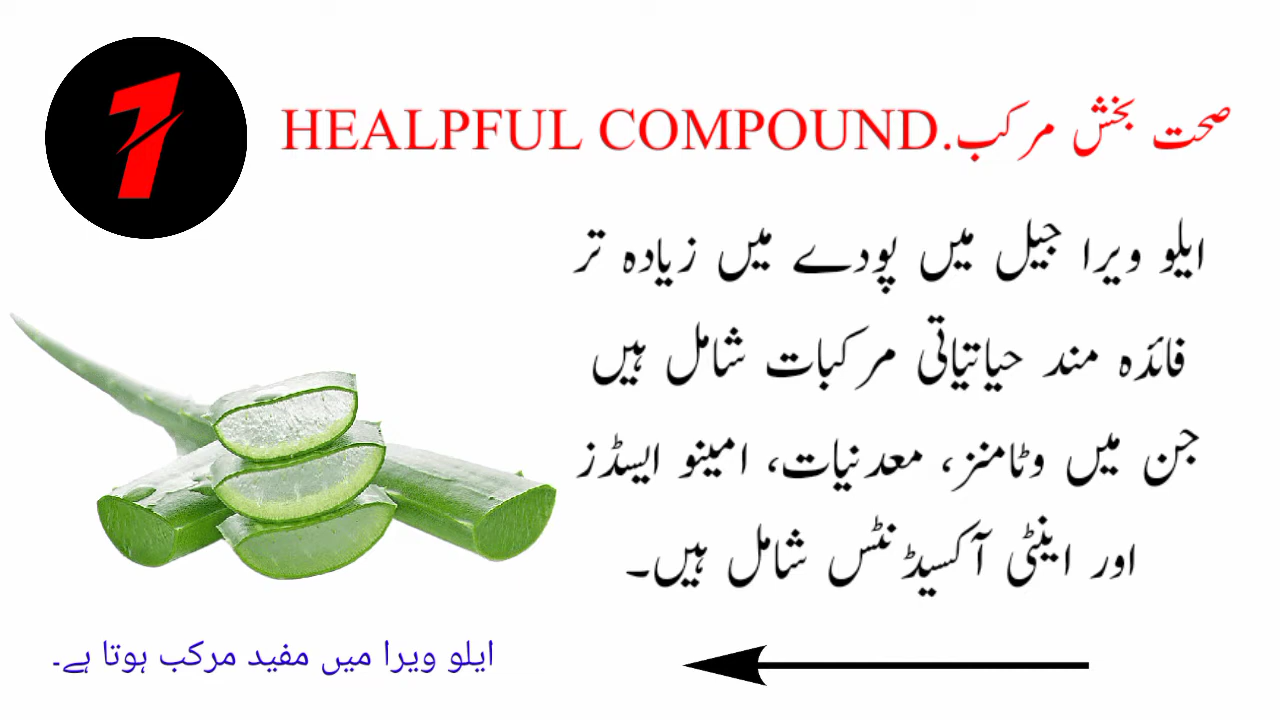 1
صحت بخش مرکب.HEALPFUL COMPOUND
ایلو ویرا جیل میں پودے میں زیادہ تر
فائدہ مند حیاتیاتی مرکبات شامل ہیں
جن میں وٹامنز، معدنیات، امینو ایسڈز
اور اینٹی آکسیڈنٹس شامل ہیں۔
ایلو ویرا میں مفید مرکب ہوتا ہے۔